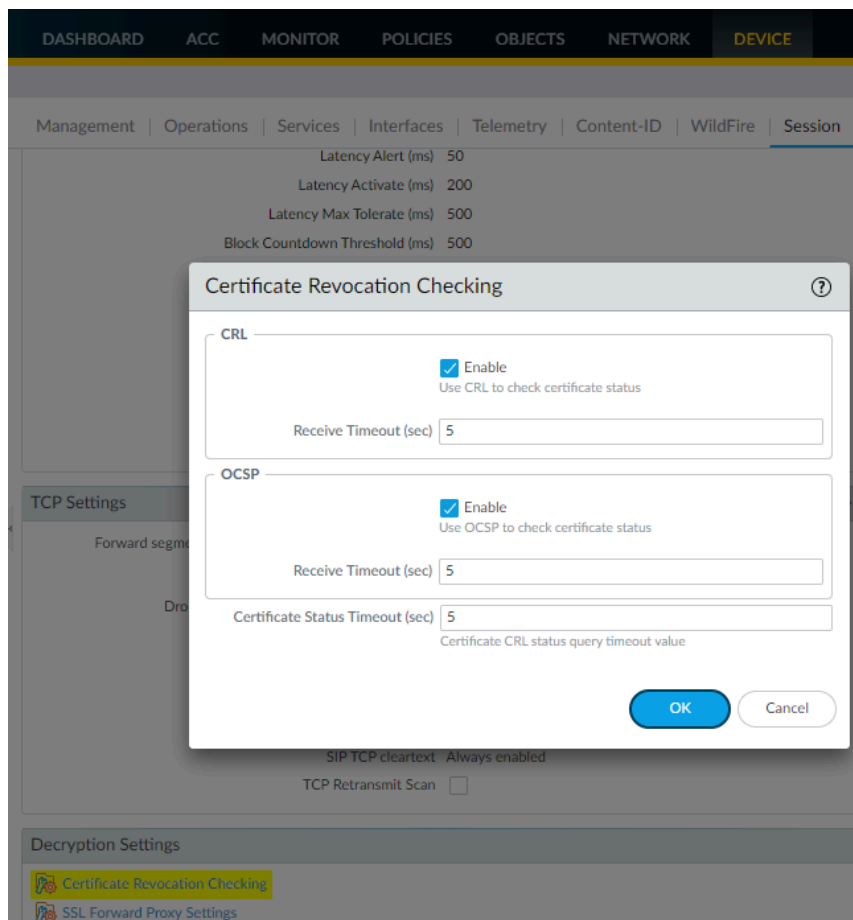 DASHBOARD ACC MONITOR POLICIES OBJECTS NETWORK DEVICE
Management | Operations | Services | Interfaces | Telemetry | Content-ID | WildFire | Session
Latency Alert (ms) 50
Latency Activate (ms) 200
Latency Max Tolerate (ms) 500
Block Countdown Threshold (ms) 500
Certificate Revocation Checking ?
CRL
Enable
Use CRL to check certificate status
Receive Timeout (sec) 5
OCSP
TCP Settings
Enable
Use OCSP to check certificate status
Forward segme
Receive Timeout (sec) 5
Dro
Certificate Status Timeout (sec) 5
Certificate CRL status query timeout value
OK Cancel
SIP TCP cleartext Always enabled
TCP Retransmit Scan
Decryption Settings
Certificate Revocation Checking
SSL Forward Proxy Settings